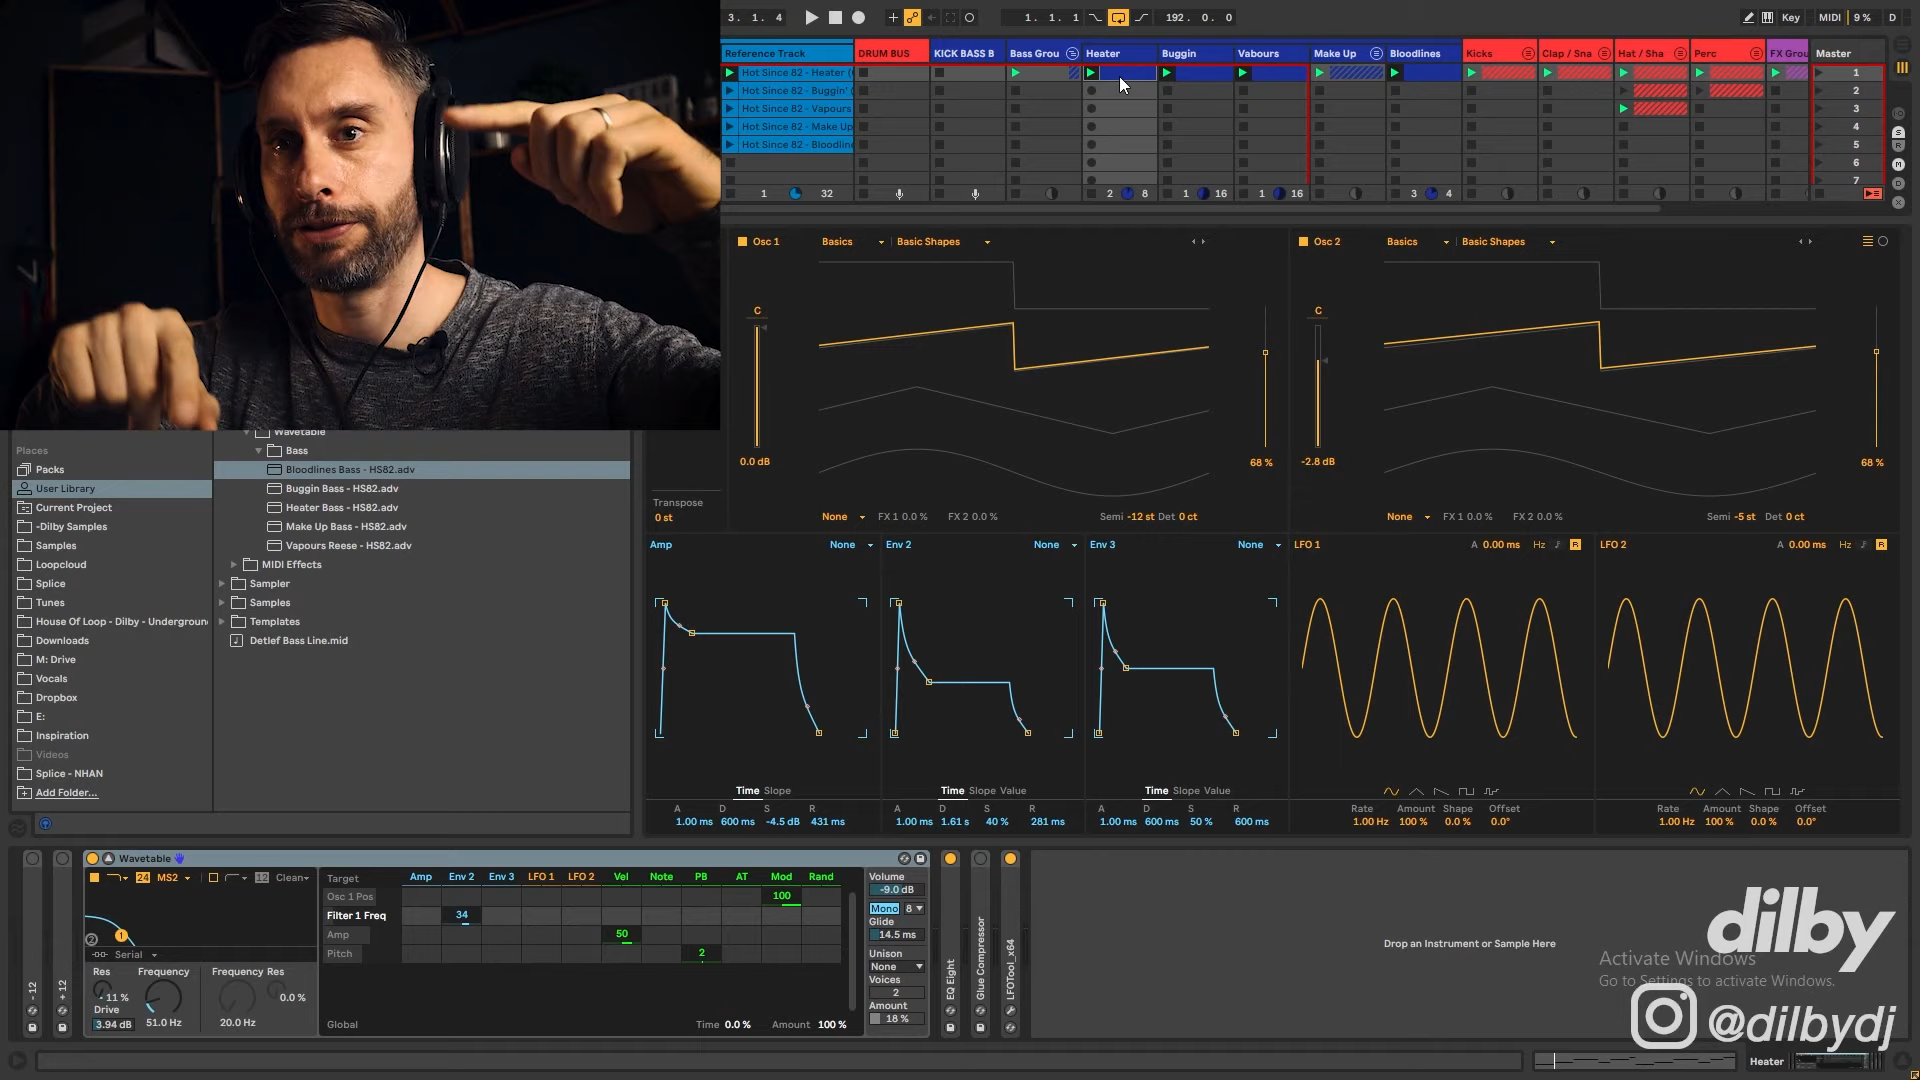 3. 1. 4
1. 1. 1
192. 0. 0
Key
MIDI
9 %
D
Reference Track
DRUM BUS
KICK BASS B
Bass Grou
Heater
Buggin
Vabours
Make Up
Bloodlines
Kicks
Clap / Sna
Hat / Sha
Perc
FX Grou
Master
Hot Since 82 - Heater (
1
Hot Since 82 - Buggin' (
2
Hot Since 82 - Vapours
3
Hot Since 82 - Make Up
4
Hot Since 82 - Bloodline
5
6
7
1 32
2 8
1 16
1 16
3 4
Osc 1
Basics
Basic Shapes
Osc 2
Basics
Basic Shapes
C
C
0.0 dB
68 %
-2.8 dB
68 %
Transpose
0 st
None
FX 1 0.0 %
FX 2 0.0 %
Semi -12 st Det 0 ct
None
FX 1 0.0 %
FX 2 0.0 %
Semi -5 st Det 0 ct
Places
Packs
User Library
Current Project
-Dilby Samples
Samples
Loopcloud
Splice
Tunes
House Of Loop - Dilby - Undergroun
Downloads
M: Drive
Vocals
Dropbox
E:
Inspiration
Videos
Splice - NHAN
Add Folder...
Wavetable
Bass
Bloodlines Bass - HS82.adv
Buggin Bass - HS82.adv
Heater Bass - HS82.adv
Make Up Bass - HS82.adv
Vapours Reese - HS82.adv
MIDI Effects
Sampler
Samples
Templates
Detlef Bass Line.mid
Amp
None
Env 2
None
Env 3
None
LFO 1
A 0.00 ms
Hz
R
LFO 2
A 0.00 ms
Hz
R
Time Slope
Time Slope Value
Time Slope Value
A D S R
1.00 ms 600 ms -4.5 dB 431 ms
A D S R
1.00 ms 1.61 s 40 % 281 ms
A D S R
1.00 ms 600 ms 50 % 600 ms
Rate Amount Shape Offset
1.00 Hz 100 % 0.0 % 0.0°
Rate Amount Shape Offset
1.00 Hz 100 % 0.0 % 0.0°
Wavetable
24 MS2
12 Clean
1
2
Serial
Res
11 %
Drive
3.94 dB
Frequency
51.0 Hz
Frequency Res
20.0 Hz
0.0 %
Target
Amp
Env 2
Env 3
LFO 1
LFO 2
Vel
Note
PB
AT
Mod
Rand
Osc 1 Pos
100
Filter 1 Freq
34
Amp
50
Pitch
2
Global
Time 0.0 %
Amount 100 %
Volume
-9.0 dB
Mono 8
Glide
14.5 ms
Unison
None
Voices
2
Amount
18 %
- 12
+ 12
EQ Eight
Glue Compressor
LFOTool_x64
Drop an Instrument or Sample Here
dilby
Activate Windows
Go to Settings to activate Windows.
@dilbydj
Heater